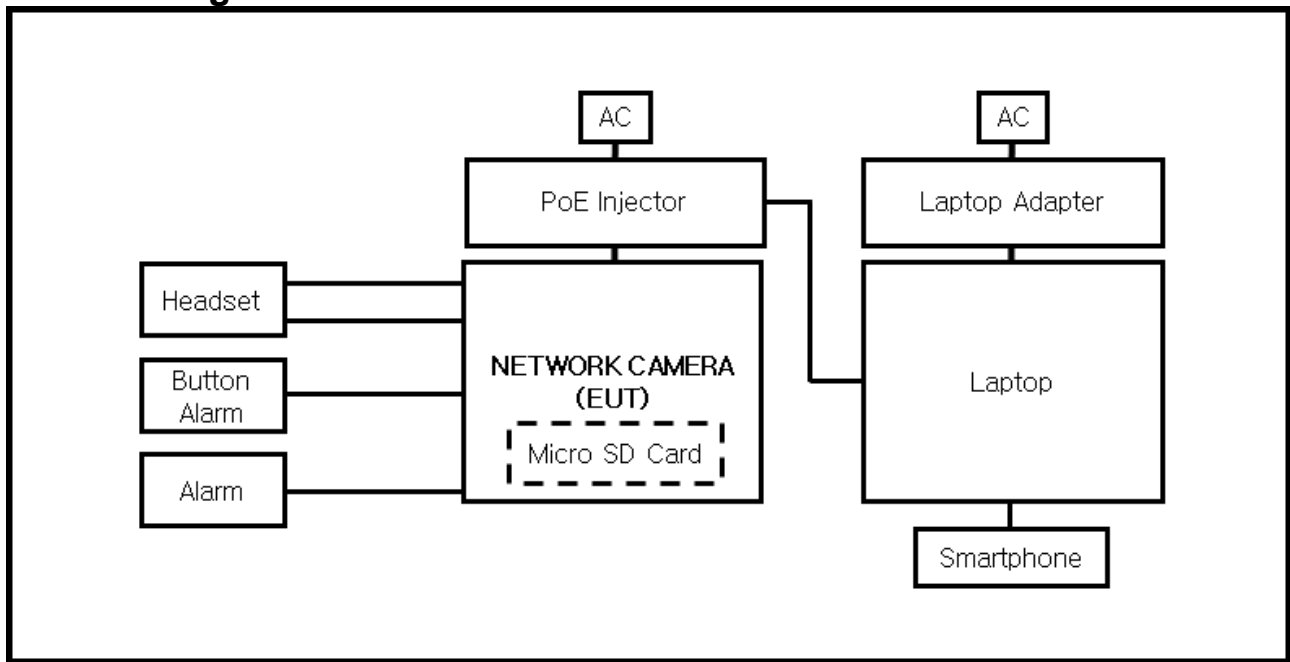 AC
AC
PoE Injector
Laptop Adapter
Headset
NETWORK CAMERA
(EUT)
Button
Alarm
Laptop
Micro SD Card
Alarm
Smartphone